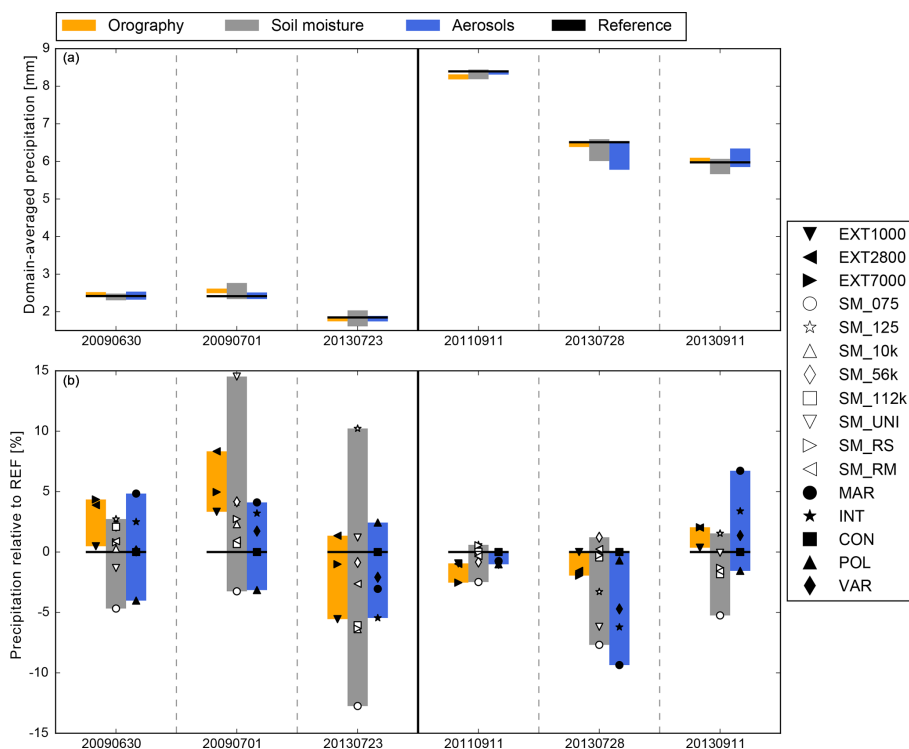 Orography Soil moisture Aerosols Reference
(a)
Domain-averaged precipitation [mm]
9
8
7
6
5
4
3
2
20090630 20090701 20130723 20110911 20130728 20130911
(b)
Precipitation relative to REF [%]
15
10
5
0
-5
-10
-15
20090630 20090701 20130723 20110911 20130728 20130911
EXT1000
EXT2800
EXT7000
SM_075
SM_125
SM_10k
SM_56k
SM_112k
SM_UNI
SM_RS
SM_RM
MAR
INT
CON
POL
VAR